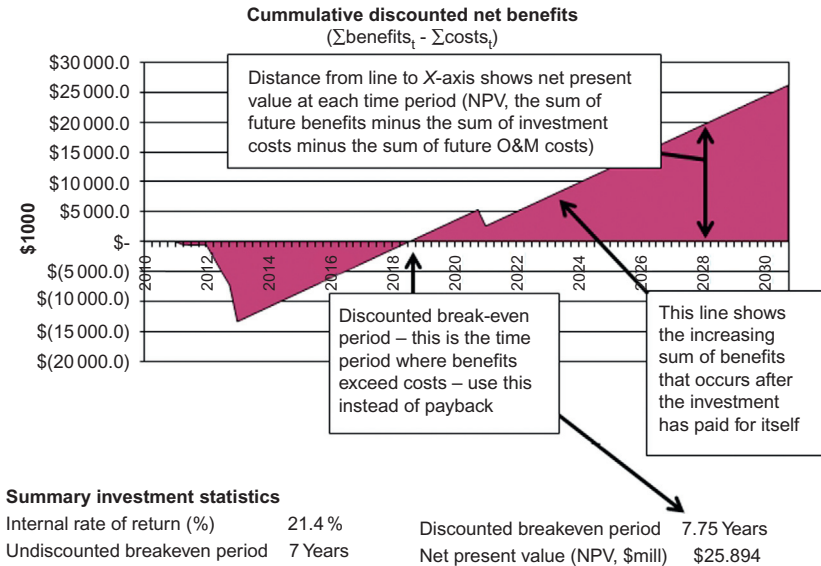 Cummulative discounted net benefits
(∑benefitst - ∑costst)
$1000
$30 000.0
$25 000.0
$20 000.0
$15 000.0
$10 000.0
$5 000.0
$-
$(5 000.0)
$(10 000.0)
$(15 000.0)
$(20 000.0)
2010
2012
2014
2016
2018
2020
2022
2024
2026
2028
2030
Distance from line to X-axis shows net present
value at each time period (NPV, the sum of
future benefits minus the sum of investment
costs minus the sum of future O&M costs)
Discounted break-even
period – this is the time
period where benefits
exceed costs – use this
instead of payback
This line shows
the increasing
sum of benefits
that occurs after
the investment
has paid for itself
Summary investment statistics
Internal rate of return (%) 21.4 %
Undiscounted breakeven period 7 Years
Discounted breakeven period 7.75 Years
Net present value (NPV, $mill) $25.894